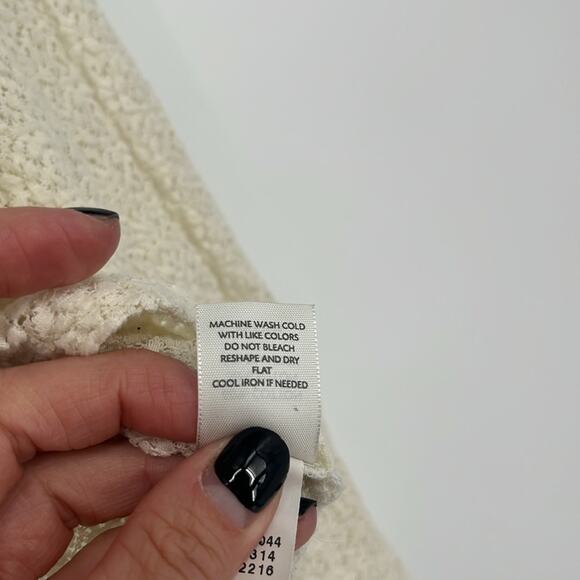 MACHINE WASH COLD
WITH LIKE COLORS
DO NOT BLEACH
RESHAPE AND DRY
FLAT
COOL IRON IF NEEDED
044
314
2216